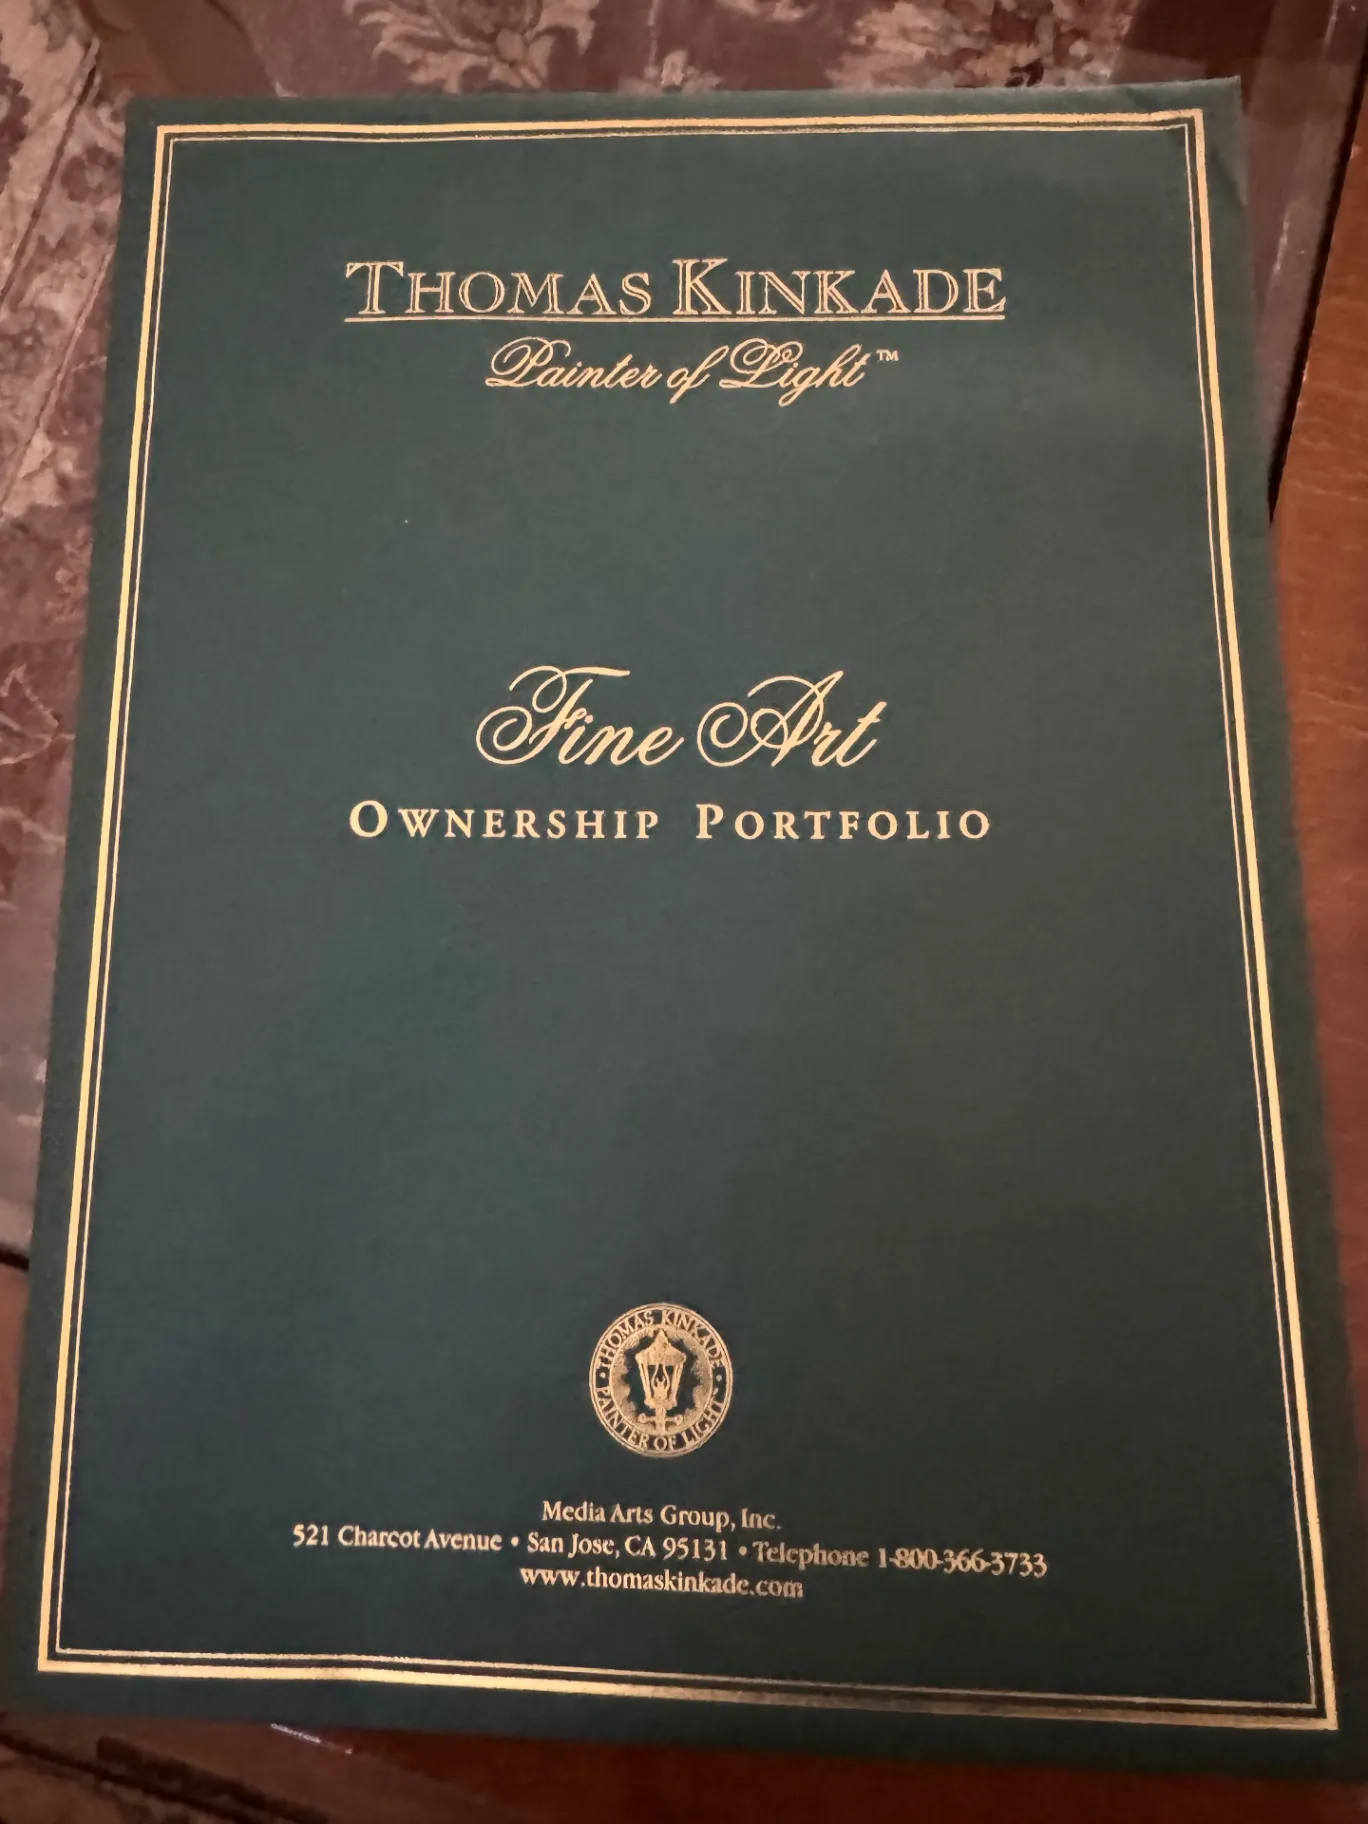 THOMAS KINKADE
Painter of Light™
Fine Art
OWNERSHIP PORTFOLIO
THOMAS KINKADE • PAINTER OF LIGHT •
Media Arts Group, Inc.
521 Charcot Avenue • San Jose, CA 95131 • Telephone 1-800-366-3733
www.thomaskinkade.com